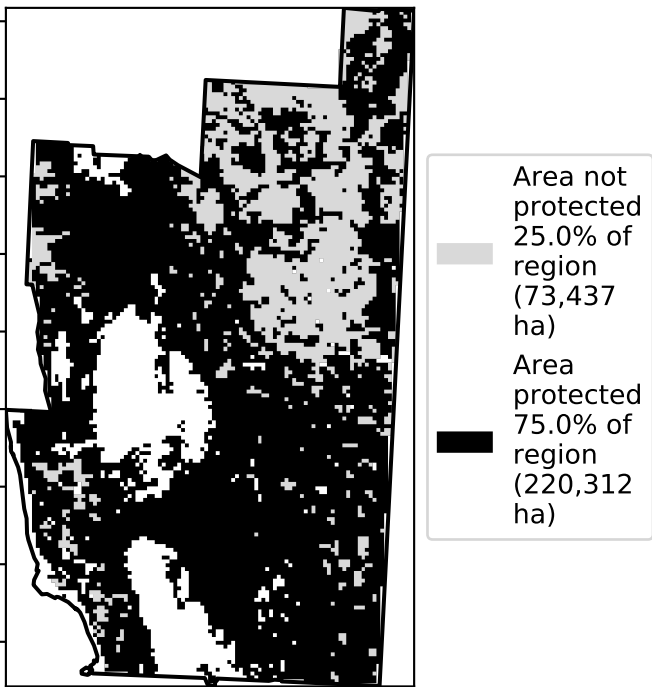 Area not
protected
25.0% of
region
(73,437
ha)
Area
protected
75.0% of
region
(220,312
ha)